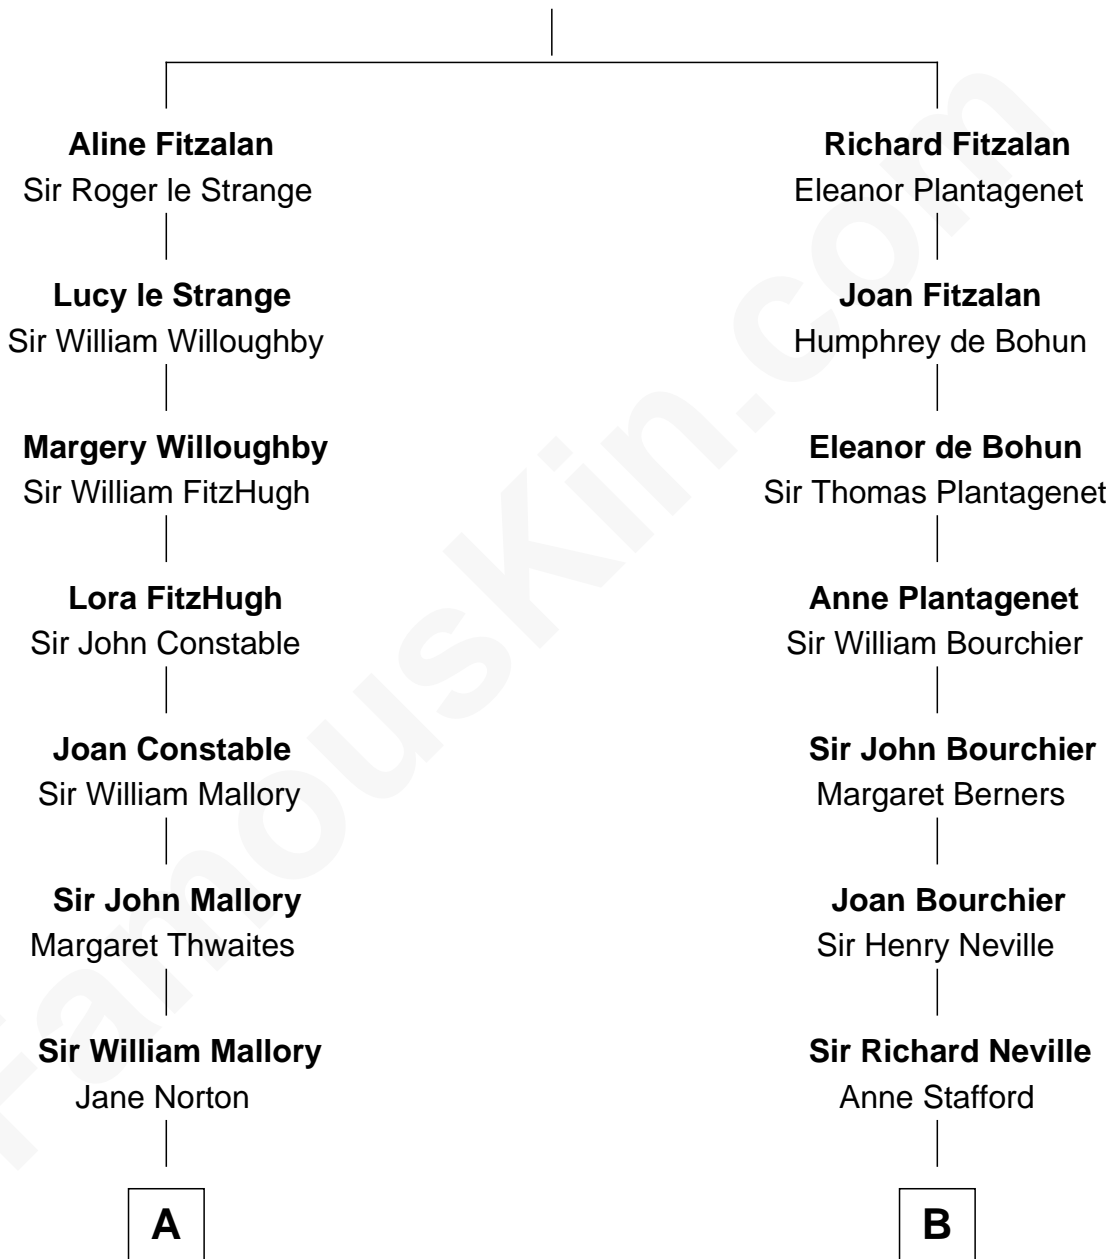 Aline Fitzalan
Sir Roger le Strange
Lucy le Strange
Sir William Willoughby
Margery Willoughby
Sir William FitzHugh
Lora FitzHugh
Sir John Constable
Joan Constable
Sir William Mallory
Sir John Mallory
Margaret Thwaites
Sir William Mallory
Jane Norton
A
Richard Fitzalan
Eleanor Plantagenet
Joan Fitzalan
Humphrey de Bohun
Eleanor de Bohun
Sir Thomas Plantagenet
Anne Plantagenet
Sir William Bourchier
Sir John Bourchier
Margaret Berners
Joan Bourchier
Sir Henry Neville
Sir Richard Neville
Anne Stafford
B
FamousKin.com